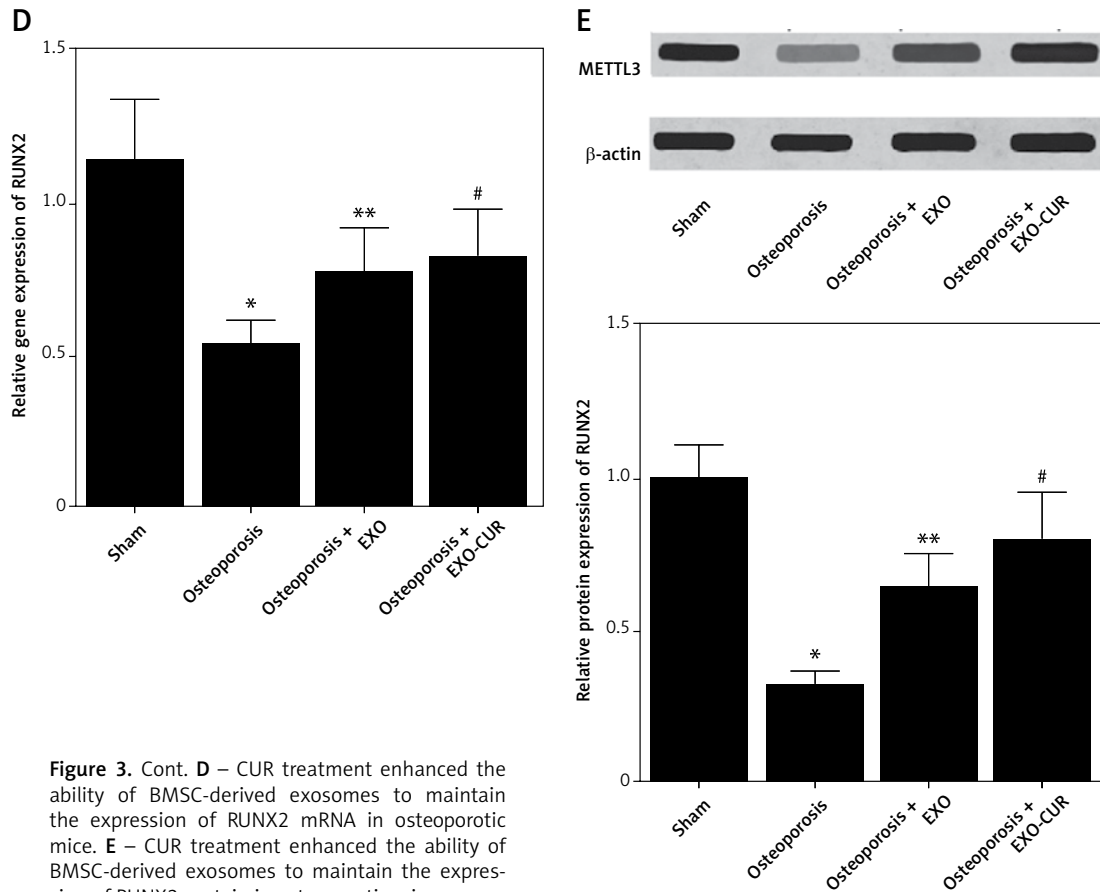 D
Relative gene expression of RUNX2
1.5
1.0
0.5
0
*
**
#
Sham
Osteoporosis
Osteoporosis +
EXO
Osteoporosis +
EXO-CUR
E
METTL3
β-actin
Sham
Osteoporosis
Osteoporosis +
EXO
Osteoporosis +
EXO-CUR
Relative protein expression of RUNX2
1.5
1.0
0.5
0
*
**
#
Sham
Osteoporosis
Osteoporosis +
EXO
Osteoporosis +
EXO-CUR
Figure 3. Cont. D – CUR treatment enhanced the
ability of BMSC-derived exosomes to maintain
the expression of RUNX2 mRNA in osteoporotic
mice. E – CUR treatment enhanced the ability of
BMSC-derived exosomes to maintain the expres-